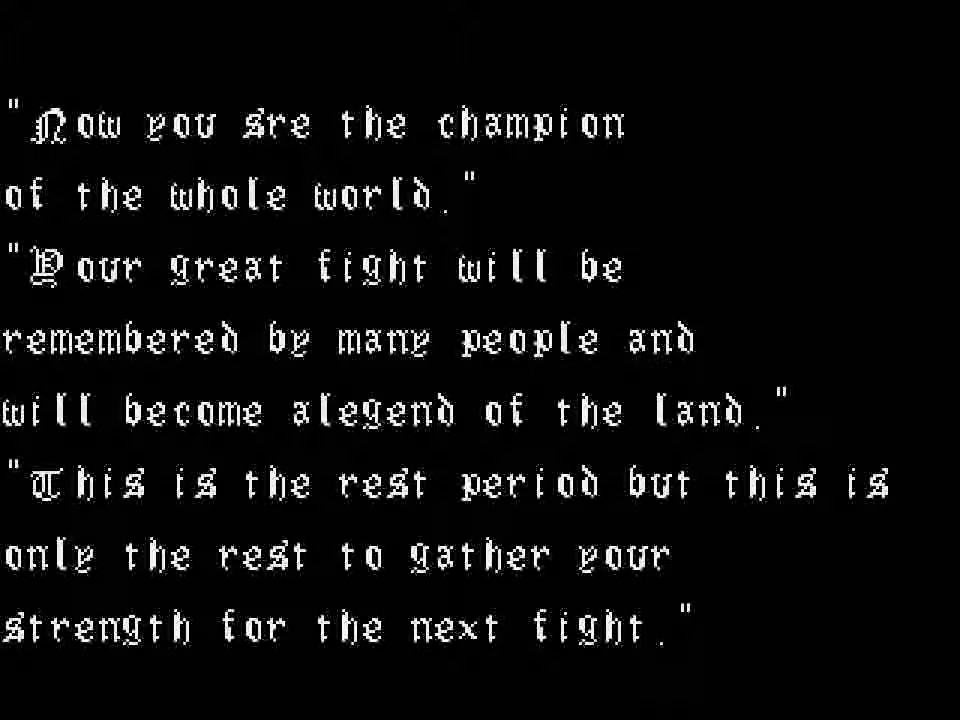 "Now you sre the champion
of the whole world."
"Your great fight will be
remembered by many people and
will become alegend of the land."
"This is the rest period but this is
only the rest to gather your
strength for the next fight."